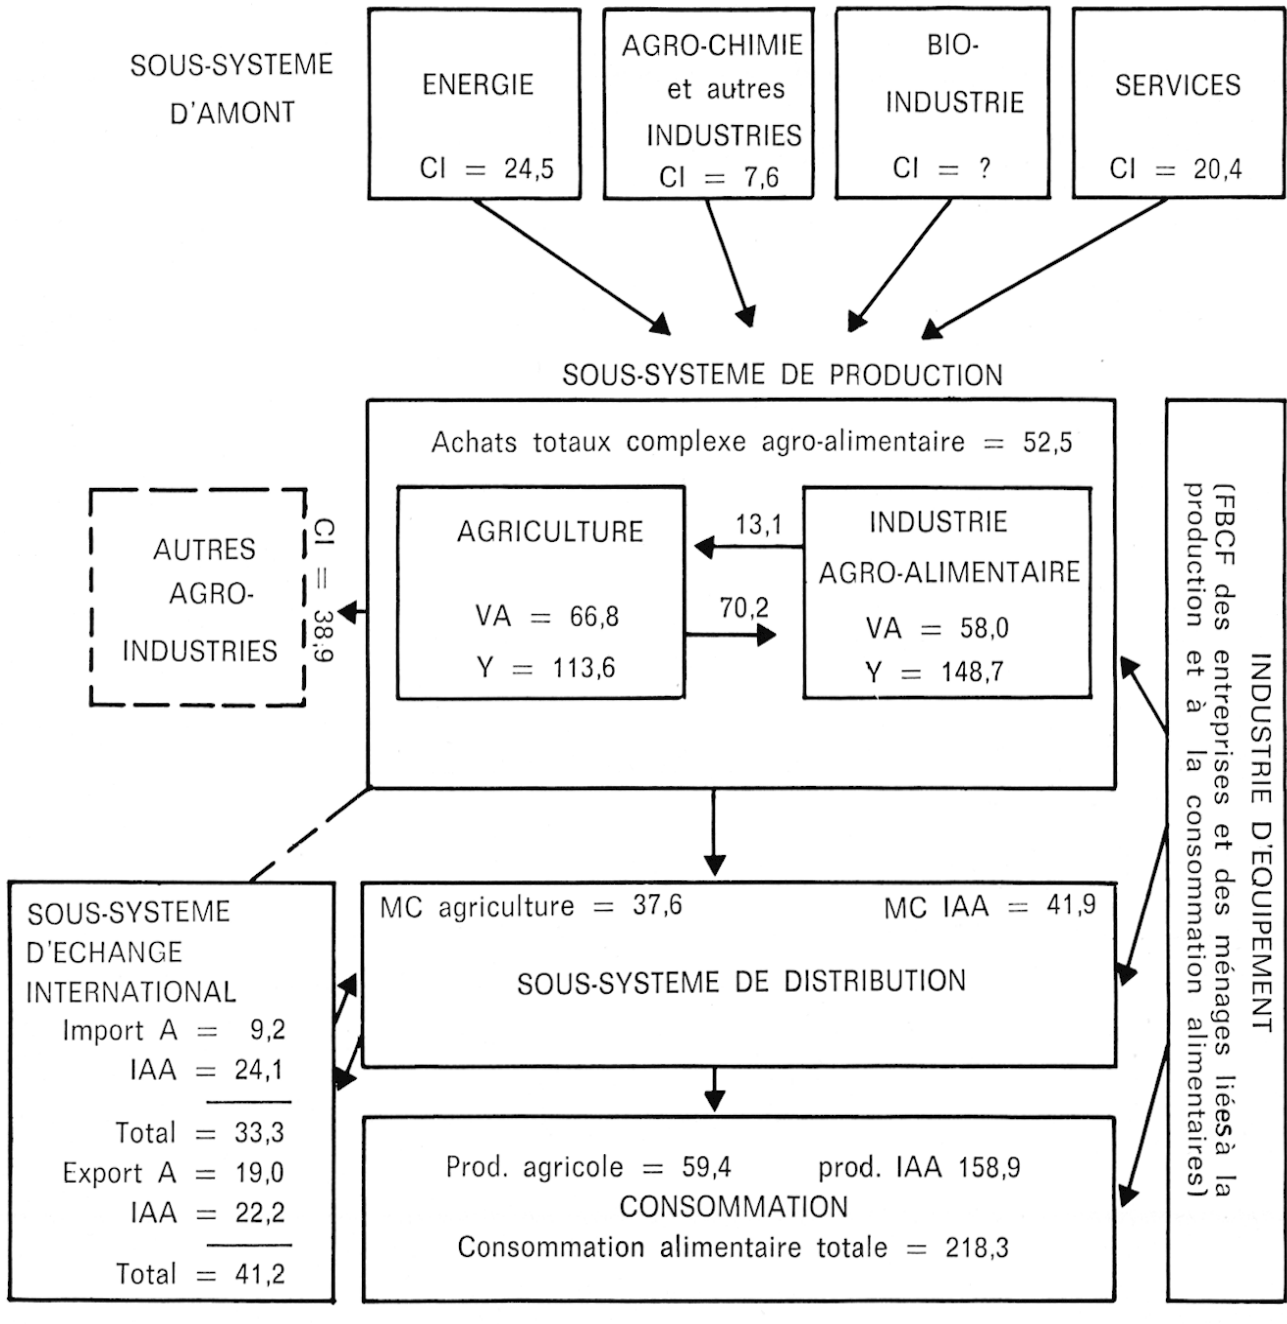 SOUS-SYSTEME
D'AMONT
ENERGIE
CI = 24,5
AGRO-CHIMIE
et autres
INDUSTRIES
CI = 7,6
BIO-
INDUSTRIE
CI = ?
SERVICES
CI = 20,4
SOUS-SYSTEME DE PRODUCTION
Achats totaux complexe agro-alimentaire = 52,5
AUTRES
AGRO-
INDUSTRIES
CI = 38,9
AGRICULTURE
VA = 66,8
Y = 113,6
13,1
70,2
INDUSTRIE
AGRO-ALIMENTAIRE
VA = 58,0
Y = 148,7
INDUSTRIE D'EQUIPEMENT
(FBCF des entreprises et des ménages liées à la
production et à la consommation alimentaires)
SOUS-SYSTEME
D'ECHANGE
INTERNATIONAL
Import A = 9,2
IAA = 24,1
Total = 33,3
Export A = 19,0
IAA = 22,2
Total = 41,2
MC agriculture = 37,6 MC IAA = 41,9
SOUS-SYSTEME DE DISTRIBUTION
Prod. agricole = 59,4 prod. IAA 158,9
CONSOMMATION
Consommation alimentaire totale = 218,3